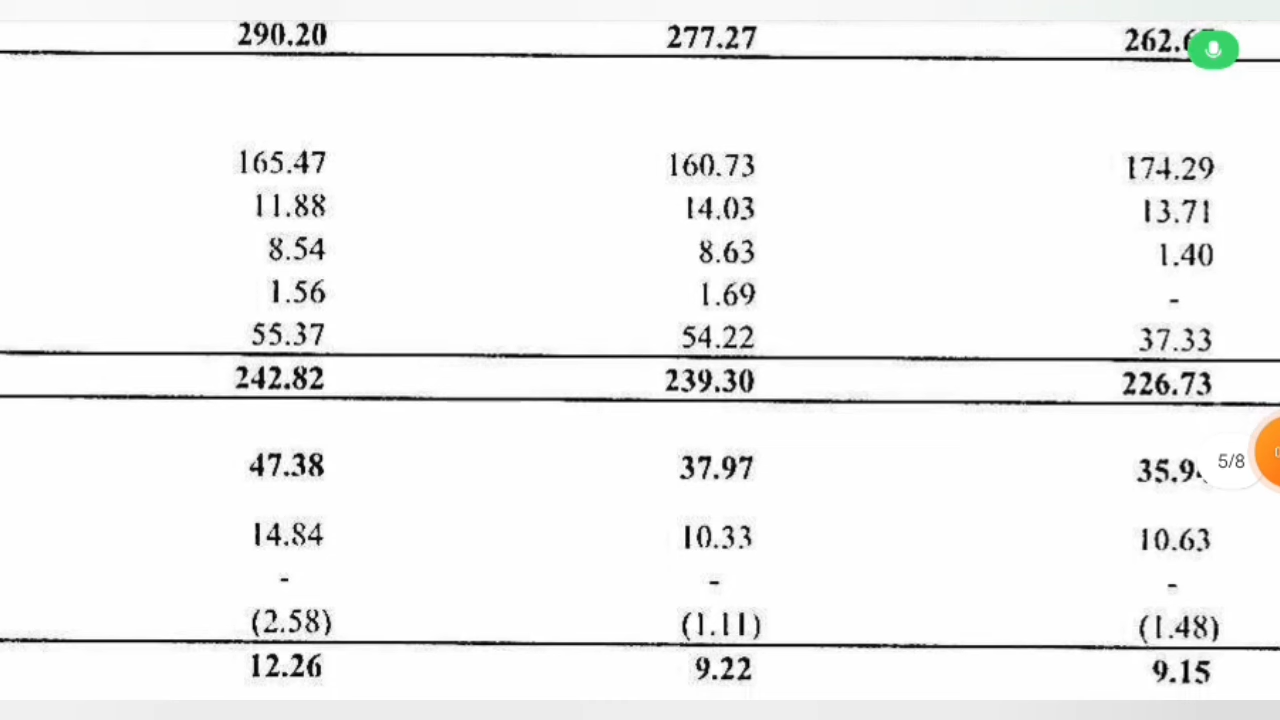 290.20 277.27
165.47 160.73 174.29
11.88 14.03 13.71
8.54 8.63 1.40
1.56 1.69 -
55.37 54.22 37.33
242.82 239.30 226.73
47.38 37.97
5/8
14.84 10.33 10.63
- - -
(2.58) (1.11) (1.48)
12.26 9.22 9.15